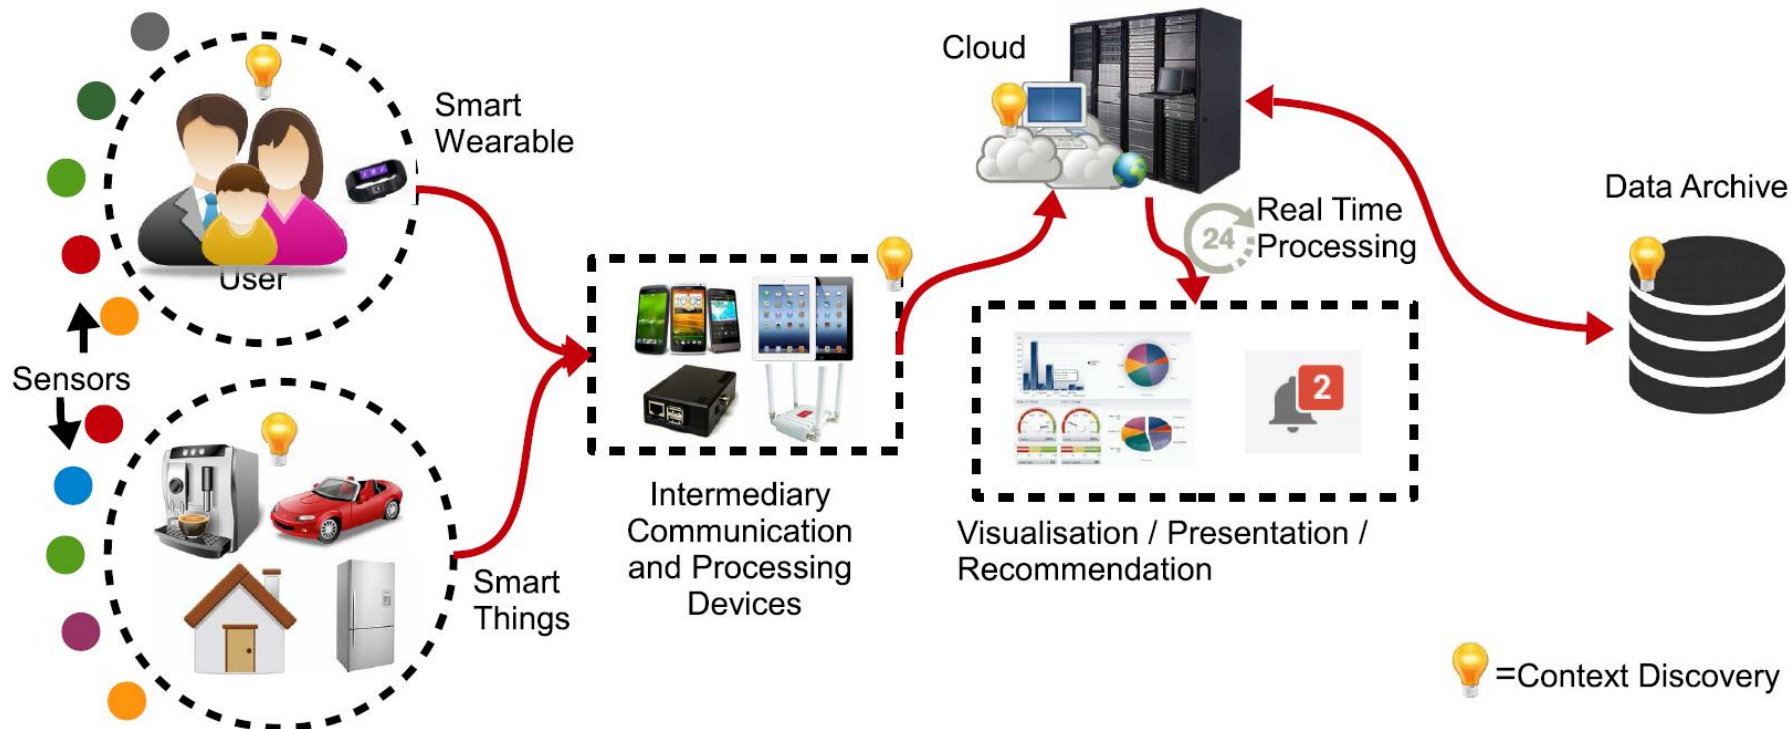 Smart
Wearable
User
Sensors
Smart
Things
Intermediary
Communication
and Processing
Devices
Cloud
24
Real Time
Processing
2
Visualisation / Presentation /
Recommendation
Data Archive
=Context Discovery